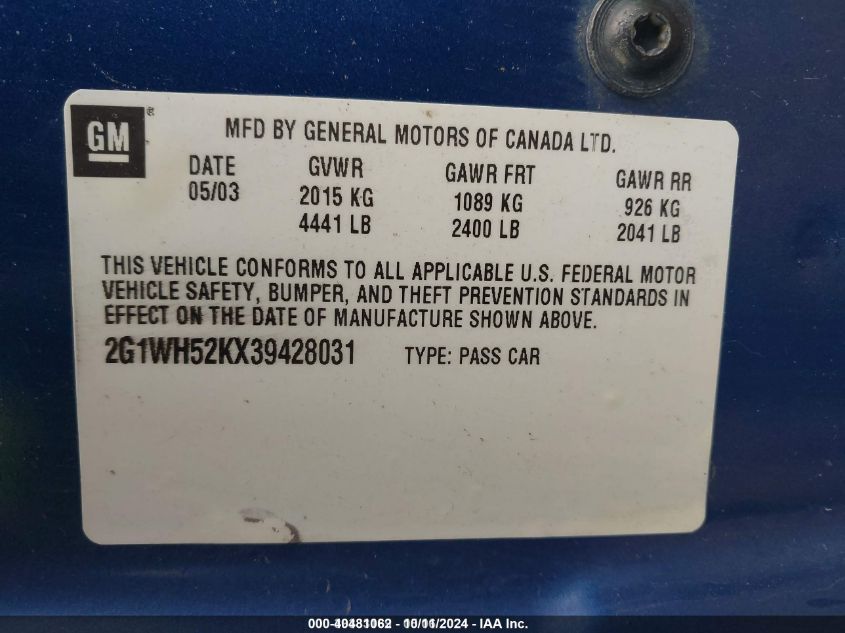 GM
MFD BY GENERAL MOTORS OF CANADA LTD.
DATE GVWR GAWR FRT GAWR RR
05/03 2015 KG 1089 KG 926 KG
4441 LB 2400 LB 2041 LB
THIS VEHICLE CONFORMS TO ALL APPLICABLE U.S. FEDERAL MOTOR
VEHICLE SAFETY, BUMPER, AND THEFT PREVENTION STANDARDS IN
EFFECT ON THE DATE OF MANUFACTURE SHOWN ABOVE.
2G1WH52KX39428031 TYPE: PASS CAR
- IAA Inc.